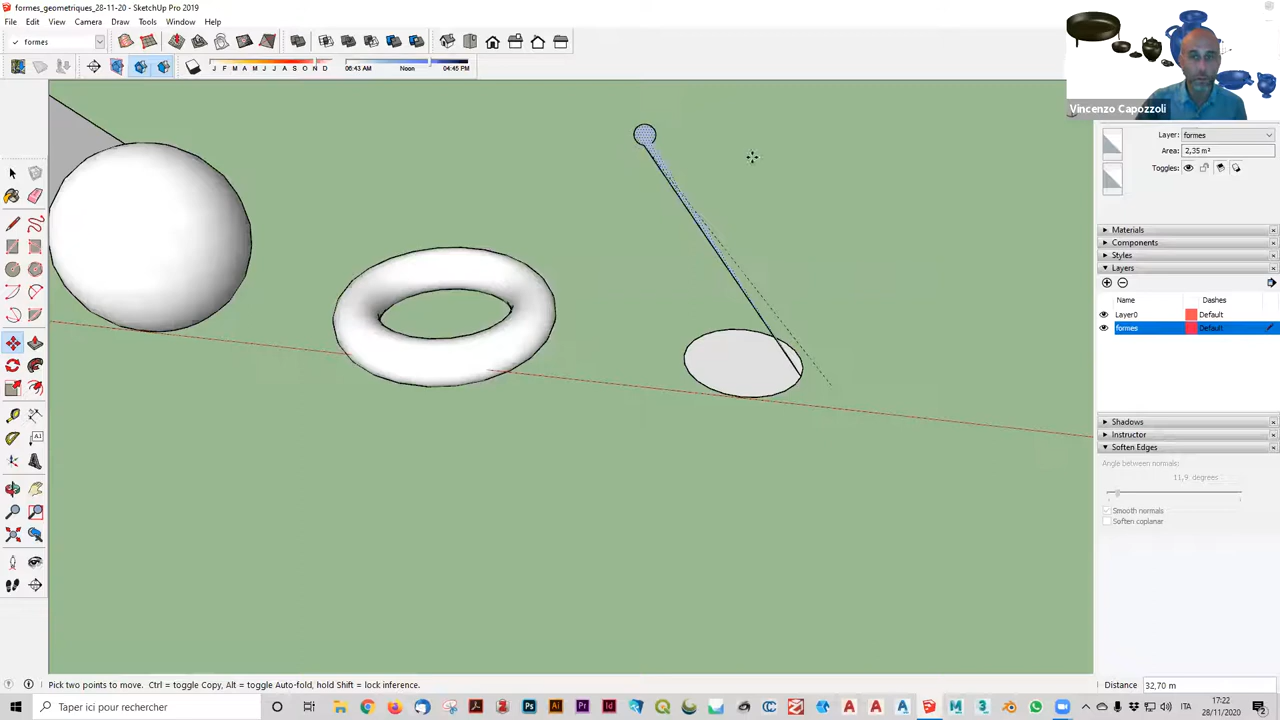 formes_geometriques_28-11-20 - SketchUp Pro 2019
File Edit View Camera Draw Tools Window Help
formes
J F M A M J J A S O N D
06:43 AM Noon 04:45 PM
Vincenzo Capozzoli
Layer: formes
Area: 2,35 m²
Toggles:
Materials
Components
Styles
Layers
Name Dashes
Layer0 Default
formes Default
Shadows
Instructor
Soften Edges
Angle between normals:
11,9 degrees
Smooth normals
Soften coplanar
Pick two points to move. Ctrl = toggle Copy, Alt = toggle Auto-fold, hold Shift = lock inference.
Distance 32,70 m
Taper ici pour rechercher
ITA
17:22
28/11/2020